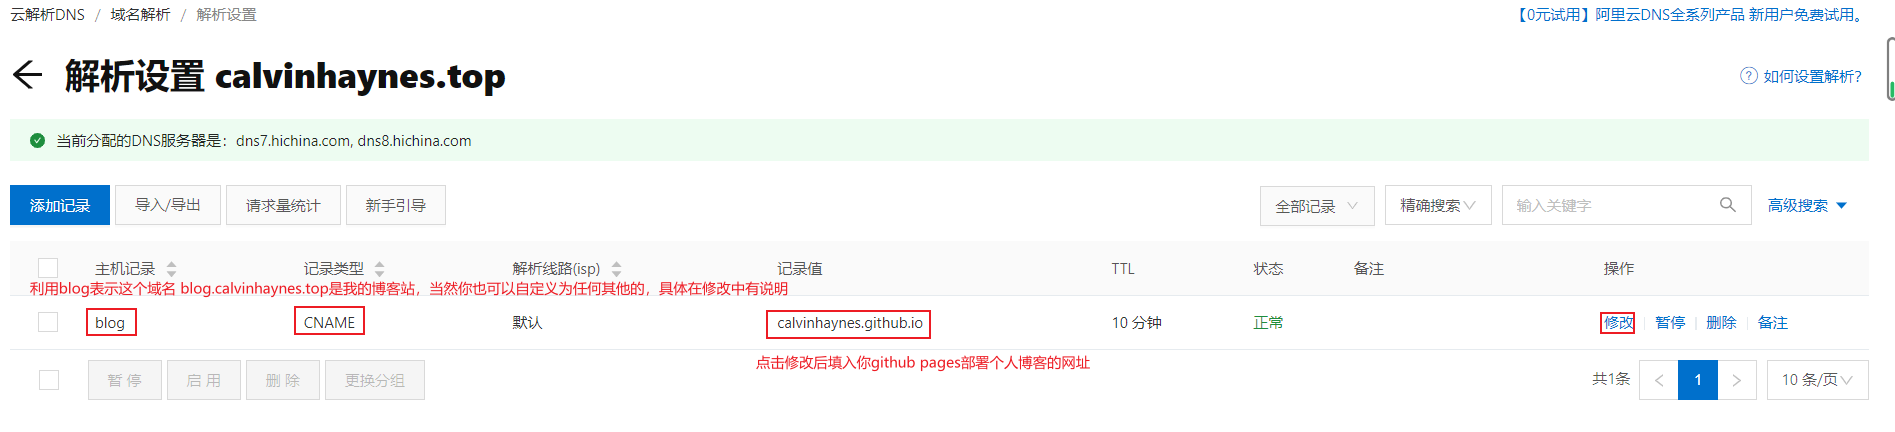 云解析DNS / 域名解析 / 解析设置
【0元试用】阿里云DNS全系列产品 新用户免费试用。
解析设置 calvinhaynes.top
如何设置解析?
当前分配的DNS服务器是：dns7.hichina.com, dns8.hichina.com
添加记录 导入/导出 请求量统计 新手引导 全部记录 精确搜索 输入关键字 高级搜索
主机记录 记录类型 解析线路(isp) 记录值 TTL 状态 备注 操作
利用blog表示这个域名 blog.calvinhaynes.top是我的博客站，当然你也可以自定义为任何其他的，具体在修改中有说明
blog CNAME 默认 calvinhaynes.github.io 10 分钟 正常 修改 暂停 删除 备注
点击修改后填入你github pages部署个人博客的网址
暂停 启用 删除 更换分组 共1条 1 10 条/页